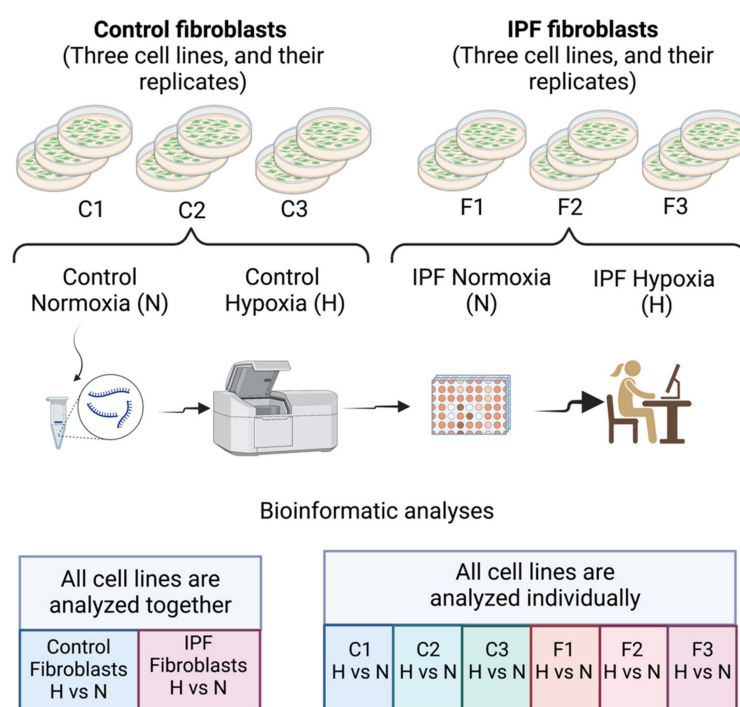 Control fibroblasts
(Three cell lines, and their
replicates)
IPF fibroblasts
(Three cell lines, and their
replicates)
C1
C2
C3
F1
F2
F3
Control
Normoxia (N)
Control
Hypoxia (H)
IPF Normoxia
(N)
IPF Hypoxia
(H)
Bioinformatic analyses
All cell lines are
analyzed together
Control
Fibroblasts
H vs N
IPF
Fibroblasts
H vs N
All cell lines are
analyzed individually
C1
H vs N
C2
H vs N
C3
H vs N
F1
H vs N
F2
H vs N
F3
H vs N